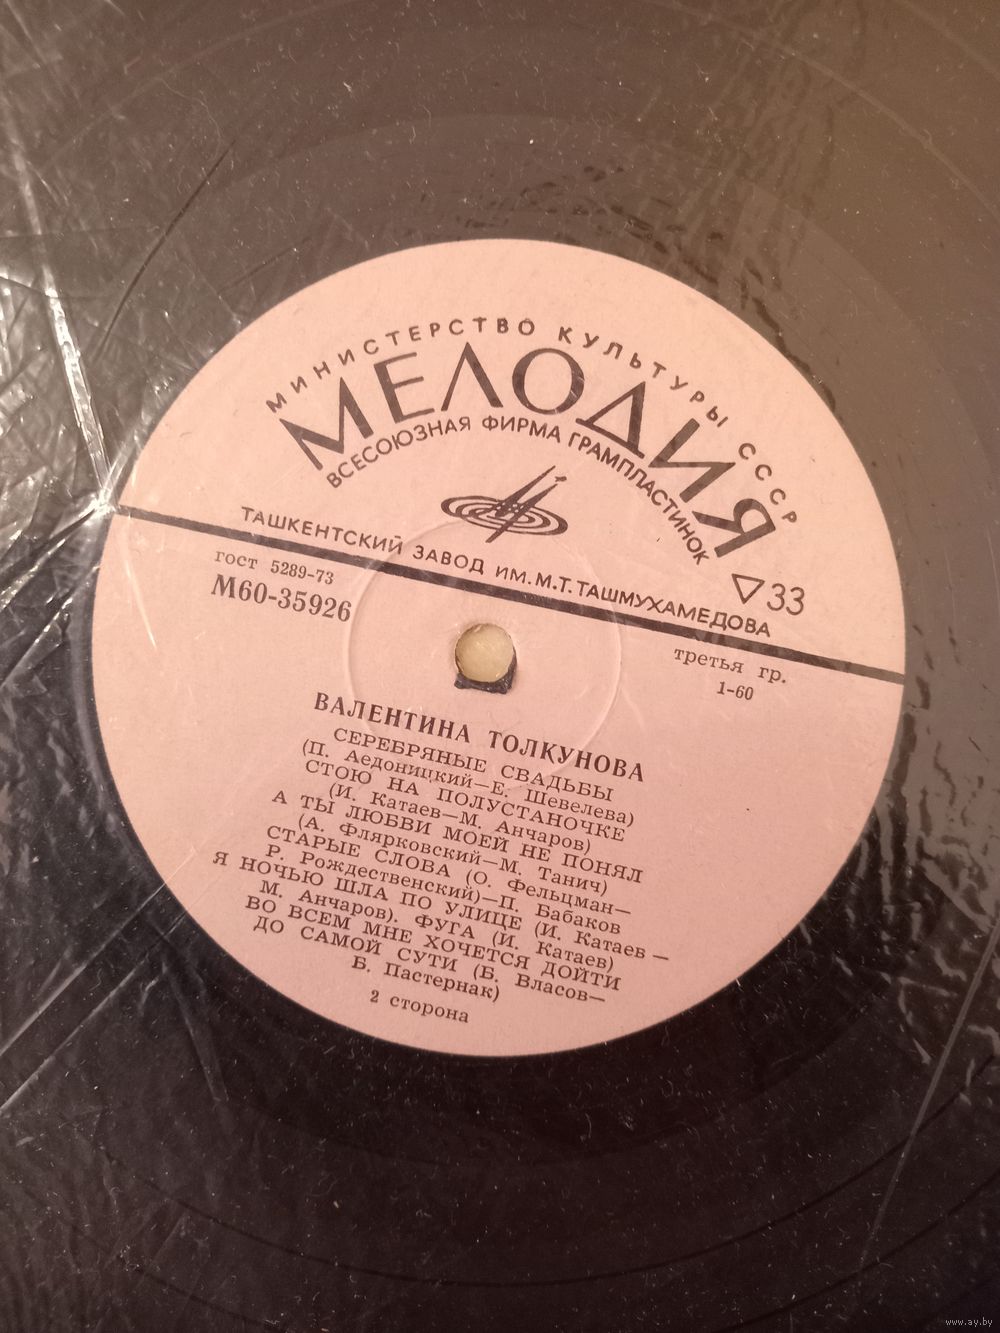 МИНИСТЕРСТВО КУЛЬТУРЫ СССР
МЕЛОДИЯ
ВСЕСОЮЗНАЯ ФИРМА ГРАМПЛАСТИНОК
ТАШКЕНТСКИЙ ЗАВОД ИМ. М.Т. ТАШМУХАМЕДОВА
▽33
ГОСТ 5289-73
М60-35926
третья гр.
1-60
ВАЛЕНТИНА ТОЛКУНОВА
СЕРЕБРЯНЫЕ СВАДЬБЫ
(П. Аедоницкий—Е. Шевелева)
СТОЮ НА ПОЛУСТАНОЧКЕ
(И. Катаев—М. Анчаров)
А ТЫ ЛЮБВИ МОЕЙ НЕ ПОНЯЛ
(А. Флярковский—М. Танич)
СТАРЫЕ СЛОВА (О. Фельцман—
Р. Рождественский)—П. Бабаков
Я НОЧЬЮ ШЛА ПО УЛИЦЕ (И. Катаев —
М. Анчаров). ФУГА (И. Катаев)
ВО ВСЕМ МНЕ ХОЧЕТСЯ ДОЙТИ
ДО САМОЙ СУТИ (Б. Власов—
Б. Пастернак)
2 сторона
www.ay.by